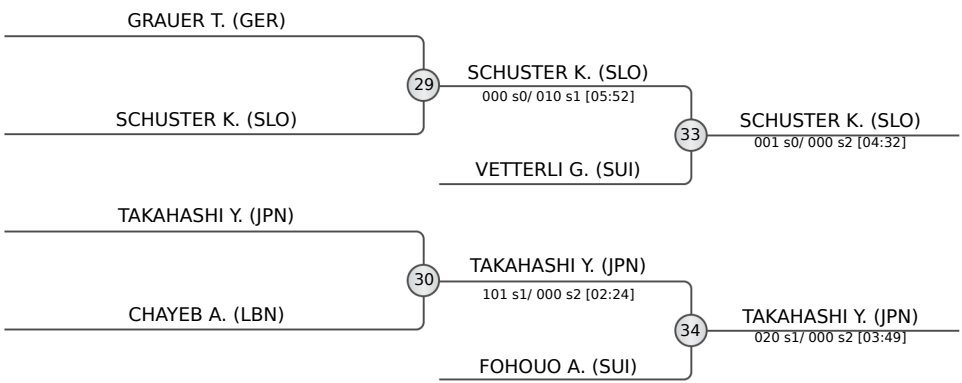 GRAUER T. (GER)
29
SCHUSTER K. (SLO)
000 s0/ 010 s1 [05:52]
SCHUSTER K. (SLO)
33
SCHUSTER K. (SLO)
001 s0/ 000 s2 [04:32]
VETTERLI G. (SUI)
TAKAHASHI Y. (JPN)
30
TAKAHASHI Y. (JPN)
101 s1/ 000 s2 [02:24]
CHAYEB A. (LBN)
34
TAKAHASHI Y. (JPN)
020 s1/ 000 s2 [03:49]
FOHOUO A. (SUI)